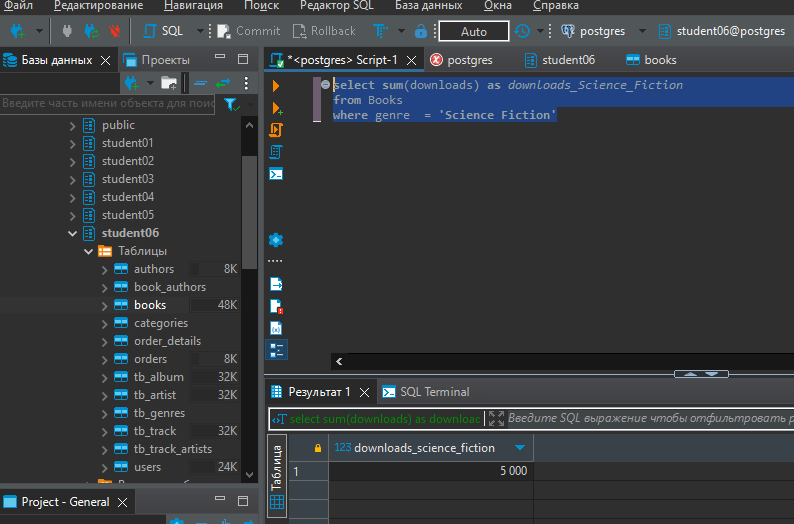 Файл Редактирование Навигация Поиск Редактор SQL База данных Окна Справка
SQL Commit Rollback T Auto postgres student06@postgres
Базы данных Проекты
*<postgres> Script-1 postgres student06 books
Введите часть имени объекта для пои
public
student01
student02
student03
student04
student05
student06
Таблицы
authors 8K
book_authors
books 48K
categories
order_details
orders 8K
tb_album 32K
tb_artist 32K
tb_genres
tb_track 32K
tb_track_artists
users 24K
Project - General
select sum(downloads) as downloads_Science_Fiction
from Books
where genre  = 'Science Fiction'
Результат 1 SQL Terminal
select sum(downloads) as downloac Введите SQL выражение чтобы отфильтровать р
Таблица
123 downloads_science_fiction
1 5 000